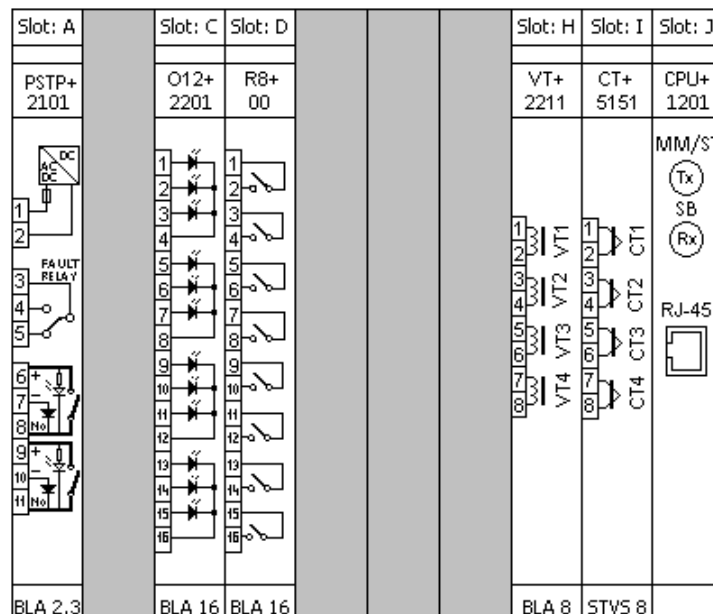 Slot: A
Slot: C
Slot: D
Slot: H
Slot: I
Slot: J
PSTP+
2101
O12+
2201
R8+
00
VT+
2211
CT+
5151
CPU+
1201
AC
DC
DC
1
2
FAULT
RELAY
3
4
5
6
+
7
-
8
No
9
+
10
-
11
No
1
2
3
4
5
6
7
8
9
10
11
12
13
14
15
16
1
2
3
4
5
6
7
8
9
10
11
12
13
14
15
16
1
2
VT1
3
4
VT2
5
6
VT3
7
8
VT4
1
2
CT1
3
4
CT2
5
6
CT3
7
8
CT4
MM/ST
Tx
SB
Rx
RJ-45
BLA 2,3
BLA 16
BLA 16
BLA 8
STVS 8